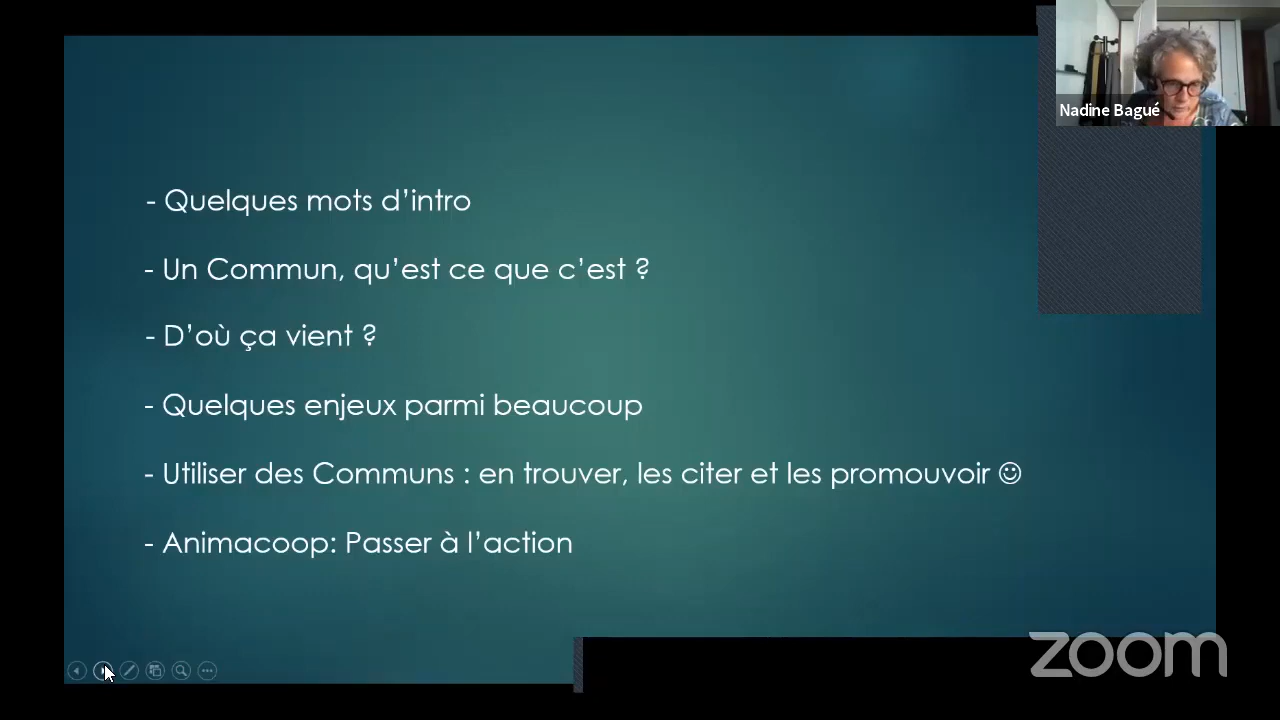 Nadine Bagué
- Quelques mots d’intro
- Un Commun, qu’est ce que c’est ?
- D’où ça vient ?
- Quelques enjeux parmi beaucoup
- Utiliser des Communs : en trouver, les citer et les promouvoir ☺
- Animacoop: Passer à l’action
zoom